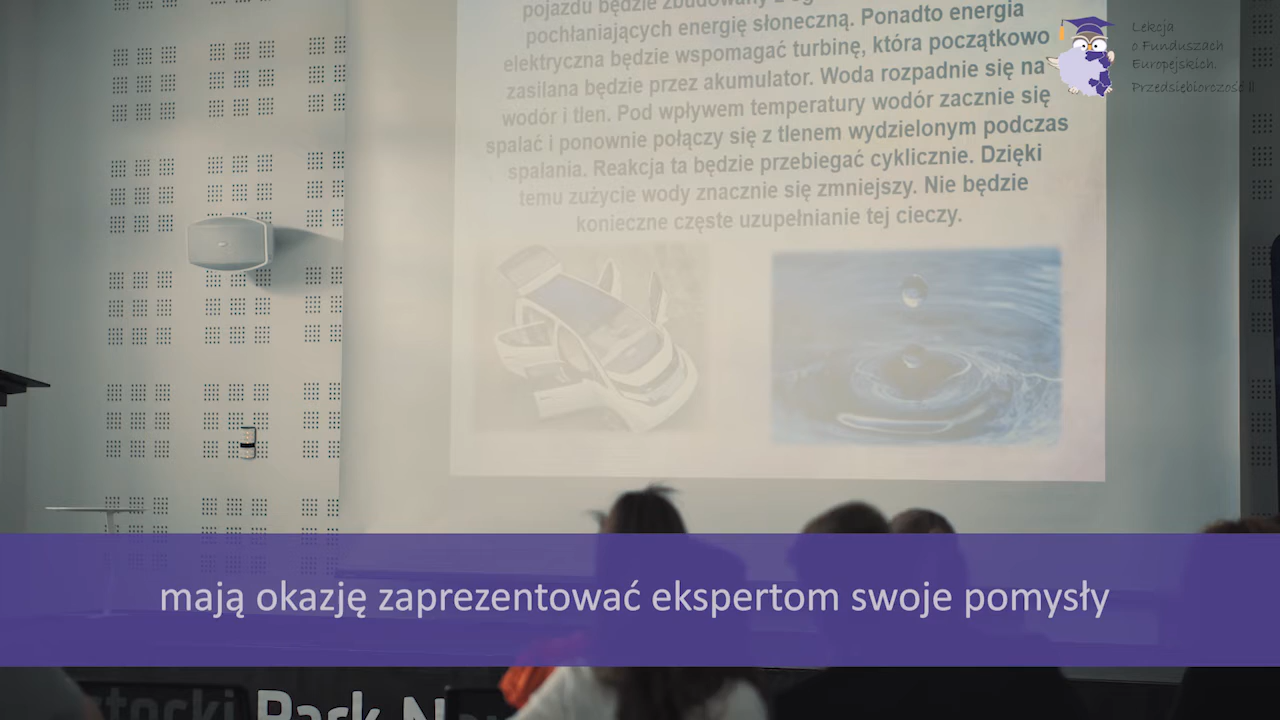 pojazdu będzie zbudowany z
pochłaniających energię słoneczną. Ponadto energia
elektryczna będzie wspomagać turbinę, która początkowo
zasilana będzie przez akumulator. Woda rozpadnie się na
wodór i tlen. Pod wpływem temperatury wodór zacznie się
spalać i ponownie połączy się z tlenem wydzielonym podczas
spalania. Reakcja ta będzie przebiegać cyklicznie. Dzięki
temu zużycie wody znacznie się zmniejszy. Nie będzie
konieczne częste uzupełnianie tej cieczy.
Lekcja
o Funduszach
Europejskich.
Przedsiębiorczość II
mają okazję zaprezentować ekspertom swoje pomysły
Park